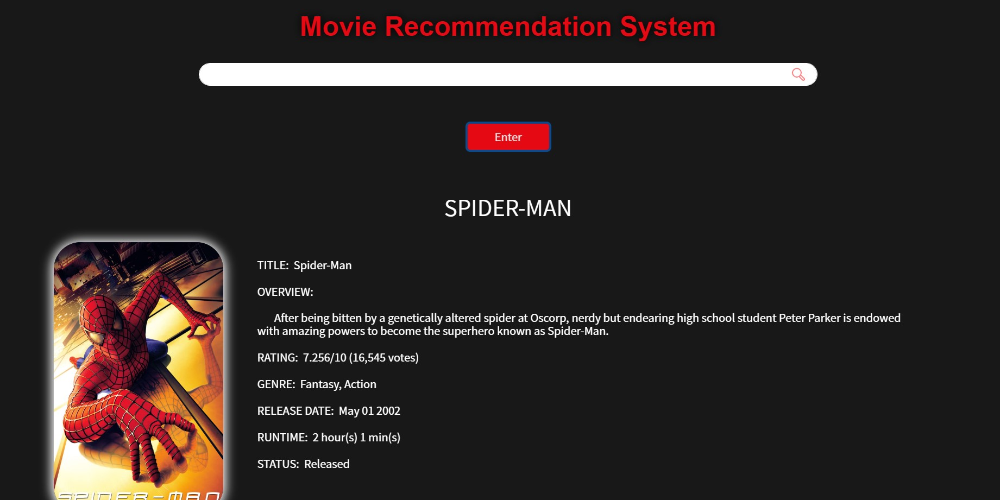 Movie Recommendation System
Enter
SPIDER-MAN
TITLE: Spider-Man
OVERVIEW:
After being bitten by a genetically altered spider at Oscorp, nerdy but endearing high school student Peter Parker is endowed
with amazing powers to become the superhero known as Spider-Man.
RATING: 7.256/10 (16,545 votes)
GENRE: Fantasy, Action
RELEASE DATE: May 01 2002
RUNTIME: 2 hour(s) 1 min(s)
STATUS: Released
SPIDER-MAN